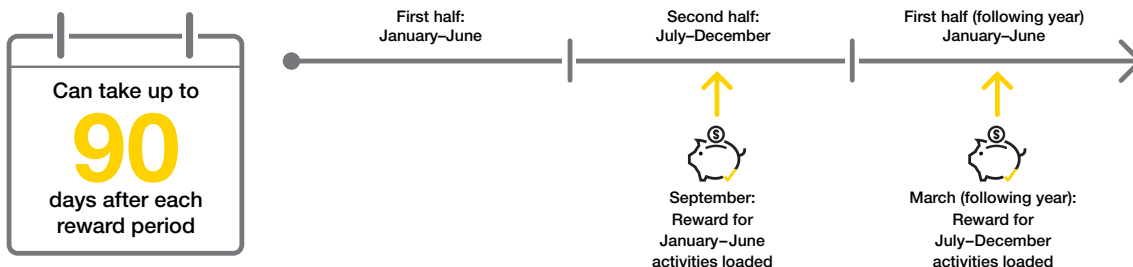 Can take up to
90
days after each
reward period
First half:
January–June
Second half:
July–December
First half (following year)
January–June
$
September:
Reward for
January–June
activities loaded
$
March (following year):
Reward for
July–December
activities loaded